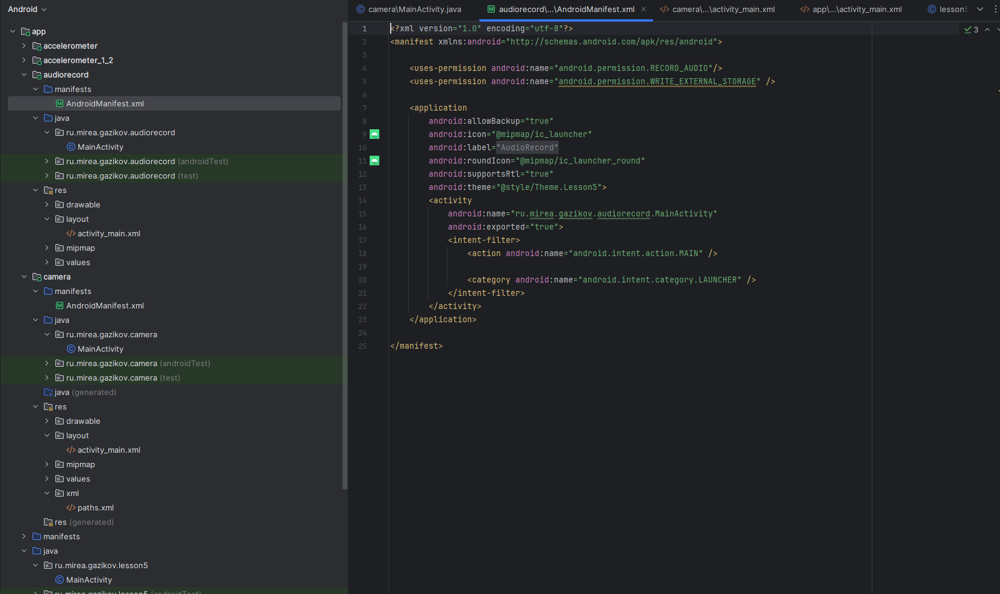 Android
app
accelerometer
accelerometer_1_2
audiorecord
manifests
AndroidManifest.xml
java
ru.mirea.gazikov.audiorecord
MainActivity
ru.mirea.gazikov.audiorecord (androidTest)
ru.mirea.gazikov.audiorecord (test)
res
drawable
layout
activity_main.xml
mipmap
values
camera
manifests
AndroidManifest.xml
java
ru.mirea.gazikov.camera
MainActivity
ru.mirea.gazikov.camera (androidTest)
ru.mirea.gazikov.camera (test)
java (generated)
res
drawable
layout
activity_main.xml
mipmap
values
xml
paths.xml
res (generated)
manifests
java
ru.mirea.gazikov.lesson5
MainActivity
ru.mirea.gazikov.lesson5 (androidTest)
camera\MainActivity.java audiorecord\...\AndroidManifest.xml camera\...\activity_main.xml app\...\activity_main.xml lesson5
3
1 <?xml version="1.0" encoding="utf-8"?>
2 <manifest xmlns:android="http://schemas.android.com/apk/res/android">
3
4 <uses-permission android:name="android.permission.RECORD_AUDIO"/>
5 <uses-permission android:name="android.permission.WRITE_EXTERNAL_STORAGE" />
6
7 <application
8 android:allowBackup="true"
9 android:icon="@mipmap/ic_launcher"
10 android:label="AudioRecord"
11 android:roundIcon="@mipmap/ic_launcher_round"
12 android:supportsRtl="true"
13 android:theme="@style/Theme.Lesson5">
14 <activity
15 android:name="ru.mirea.gazikov.audiorecord.MainActivity"
16 android:exported="true">
17 <intent-filter>
18 <action android:name="android.intent.action.MAIN" />
19
20 <category android:name="android.intent.category.LAUNCHER" />
21 </intent-filter>
22 </activity>
23 </application>
24
25 </manifest>